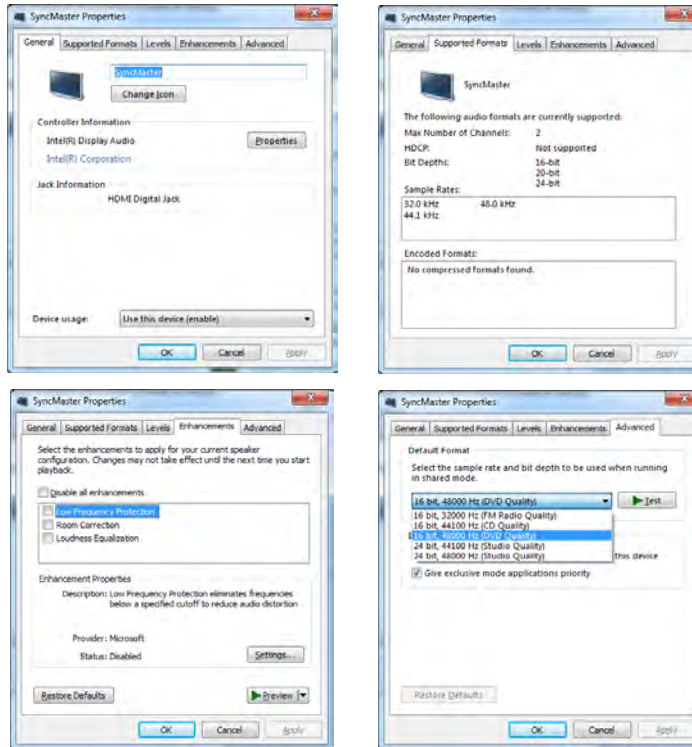 SyncMaster Properties
General Supported Formats Levels Enhancements Advanced
SyncMaster
Change Icon
Controller Information
Intel(R) Display Audio
Properties
Intel(R) Corporation
Jack Information
HDMI Digital Jack
Device usage:
Use this device (enable)
OK Cancel Apply
SyncMaster Properties
General Supported Formats Levels Enhancements Advanced
SyncMaster
The following audio formats are currently supported:
Max Number of Channels: 2
HDCP: Not supported
Bit Depths: 16-bit
20-bit
24-bit
Sample Rates:
32.0 kHz 48.0 kHz
44.1 kHz
Encoded Formats:
No compressed formats found.
OK Cancel Apply
SyncMaster Properties
General Supported Formats Levels Enhancements Advanced
Select the enhancements to apply for your current speaker
configuration. Changes may not take effect until the next time you start
playback.
Disable all enhancements
Low Frequency Protection
Room Correction
Loudness Equalization
Enhancement Properties
Description: Low Frequency Protection eliminates frequencies
below a specified cutoff to reduce audio distortion
Provider: Microsoft
Status: Disabled
Settings...
Restore Defaults
Preview
OK Cancel Apply
SyncMaster Properties
General Supported Formats Levels Enhancements Advanced
Default Format
Select the sample rate and bit depth to be used when running
in shared mode.
16 bit, 48000 Hz (DVD Quality)
Test
16 bit, 32000 Hz (FM Radio Quality)
16 bit, 44100 Hz (CD Quality)
16 bit, 48000 Hz (DVD Quality)
24 bit, 44100 Hz (Studio Quality)
24 bit, 48000 Hz (Studio Quality)
this device
Give exclusive mode applications priority
Restore Defaults
OK Cancel Apply